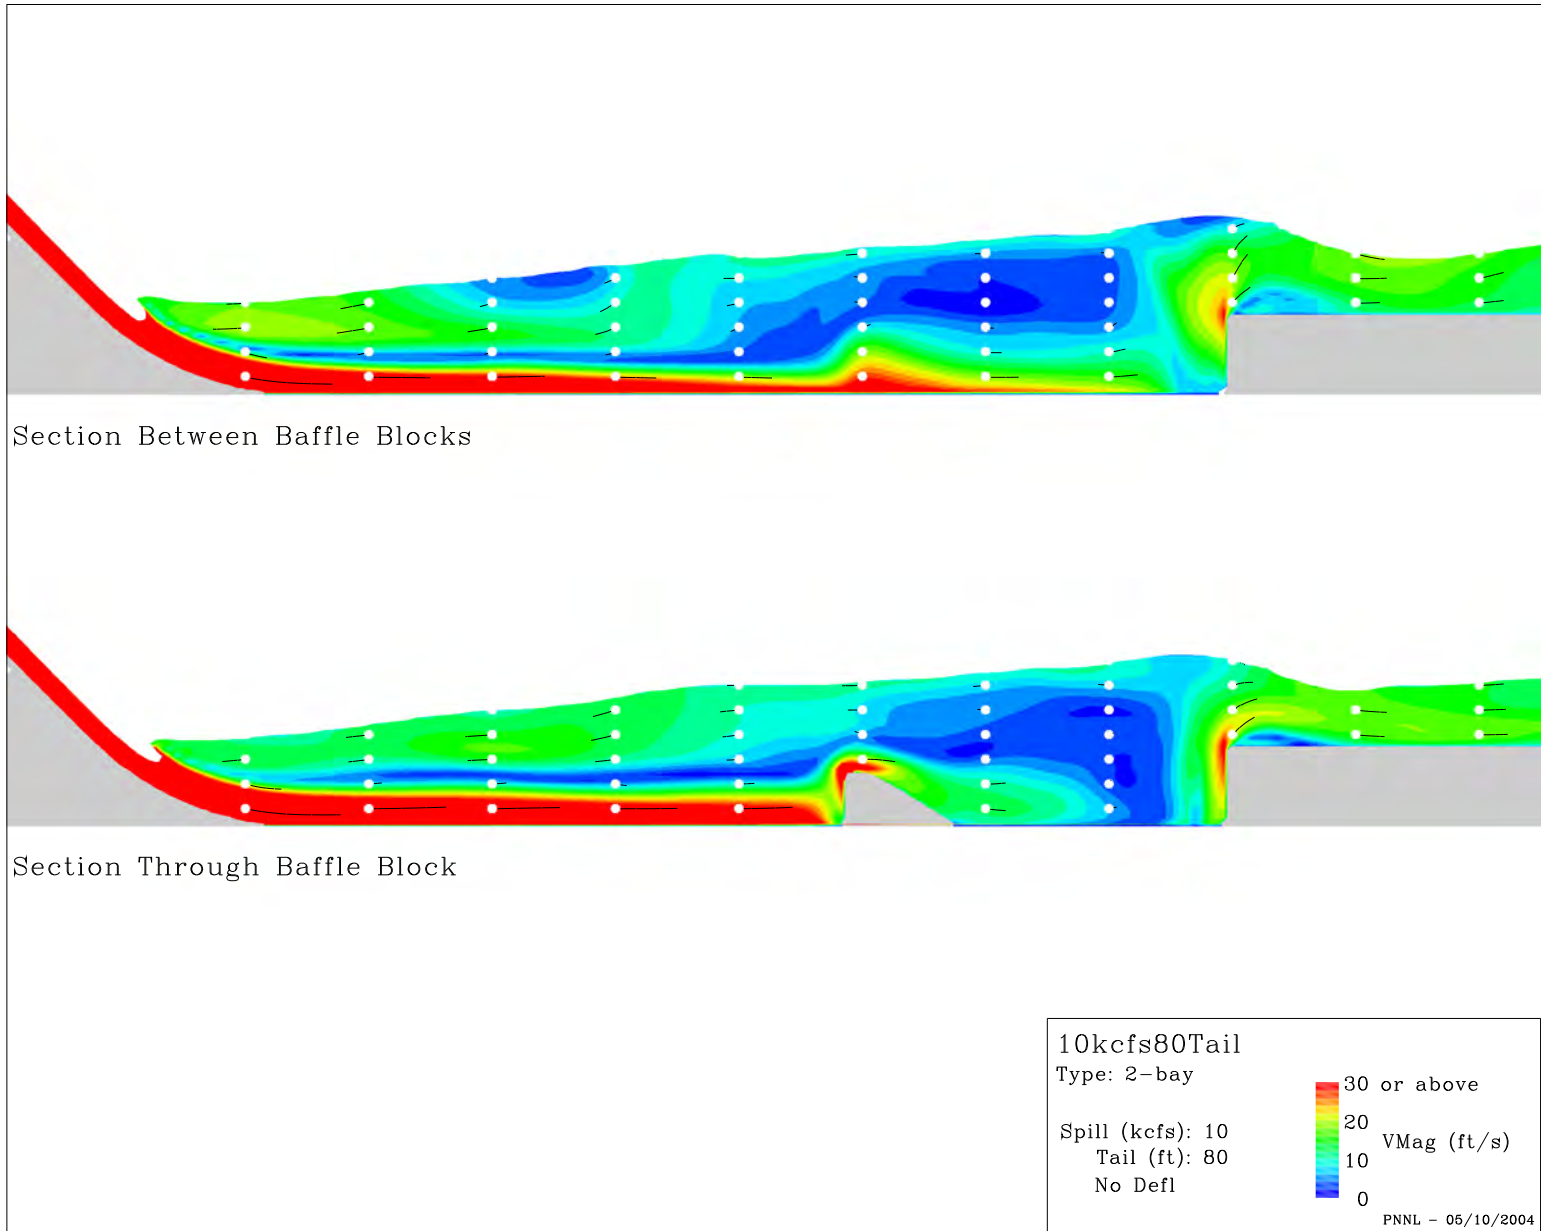 Section Between Baffle Blocks
Section Through Baffle Block
10kcfs80Tail
Type: 2-bay
Spill (kcfs): 10
Tail (ft): 80
No Defl
30 or above
20
VMag (ft/s)
10
0
PNNL - 05/10/2004